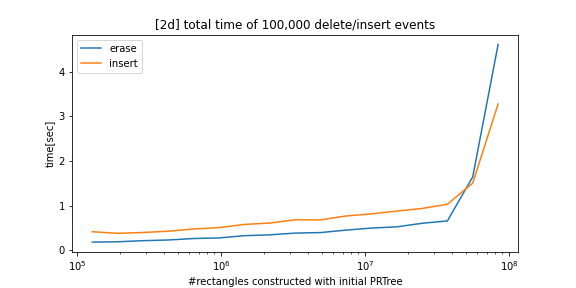 [2d] total time of 100,000 delete/insert events
erase
insert
time[sec]
4
3
2
1
0
10^5 10^6 10^7 10^8
#rectangles constructed with initial PRTree